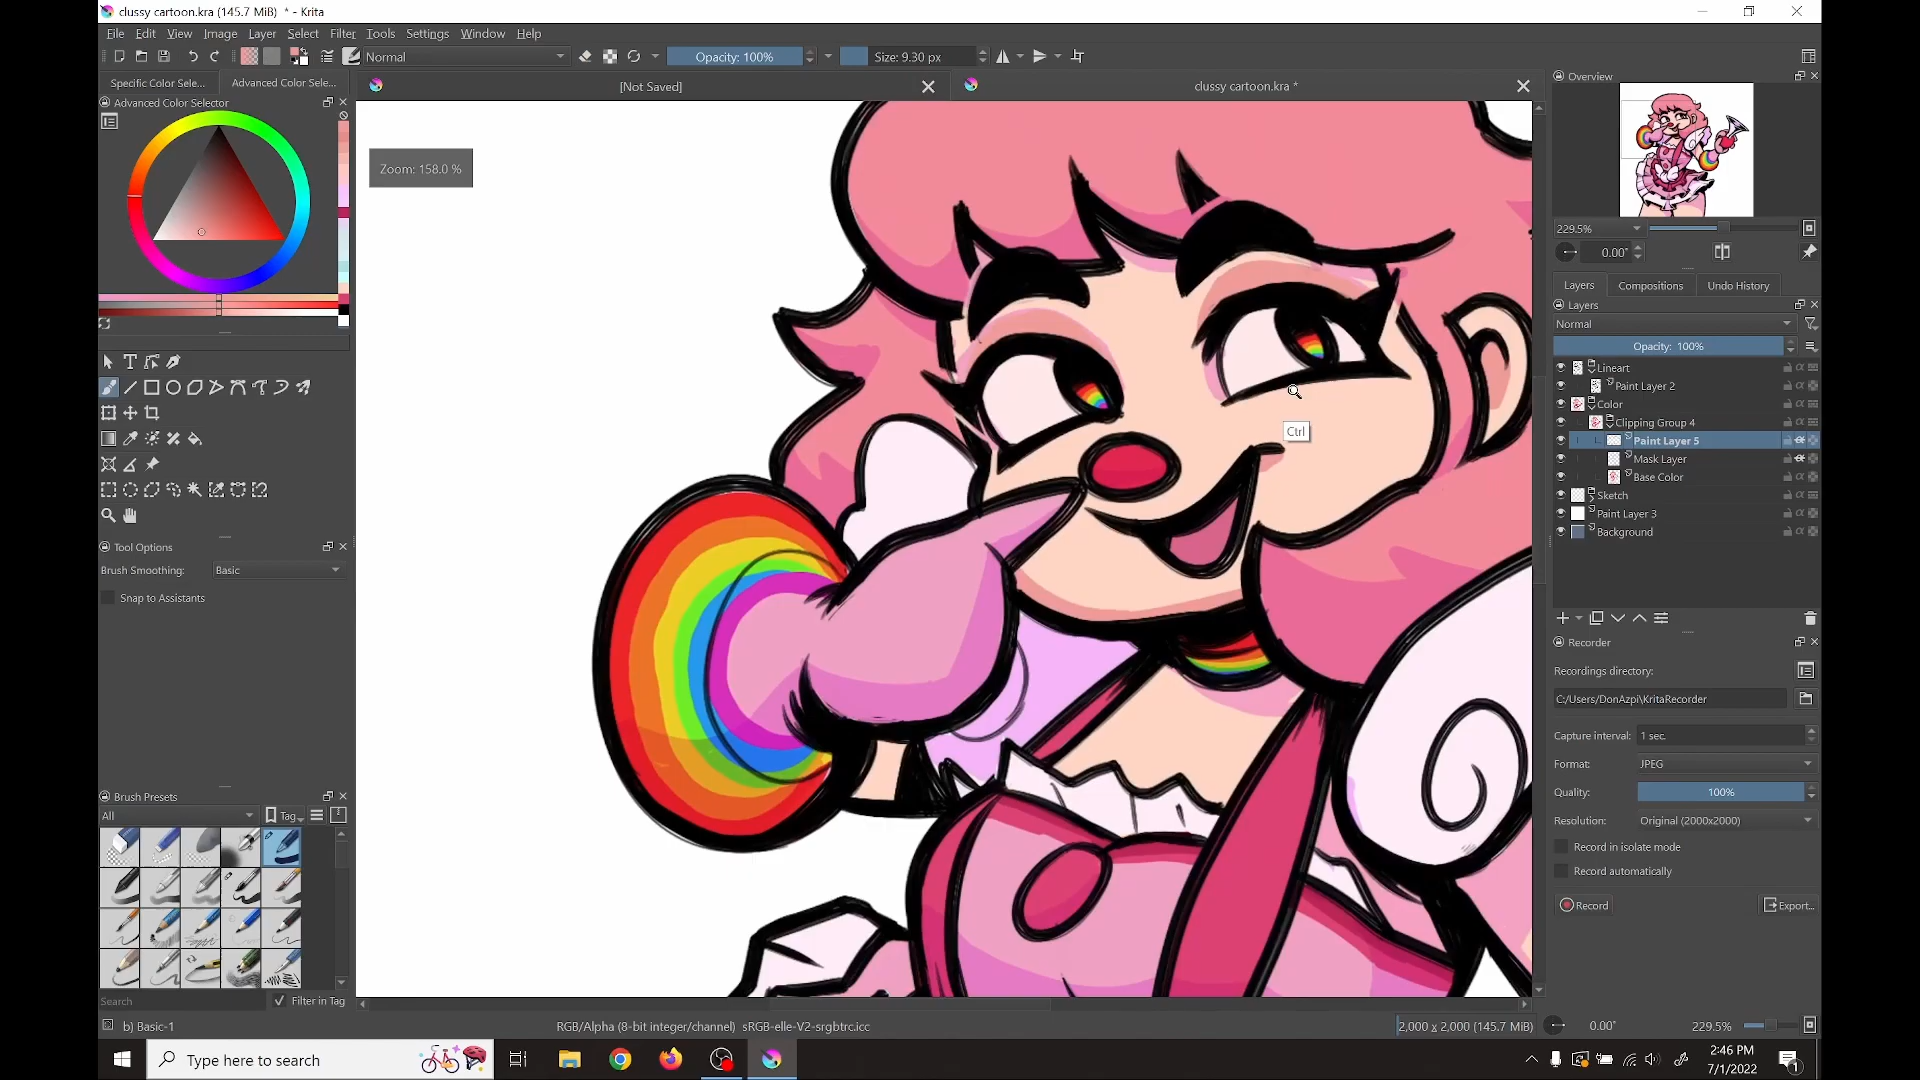 clussy cartoon.kra (145.7 MiB) * - Krita
File Edit View Image Layer Filter Select Filter Tools Settings Window Help
Normal
Opacity: 100%
Size: 9.30 px
Specific Color Sele...
Advanced Color Sele...
[Not Saved]
clussy cartoon.kra *
Overview
Advanced Color Selector
Zoom: 158.0 %
229.5%
0.00°
Layers Compositions Undo History
Layers
Normal
Opacity: 100%
Lineart
Paint Layer 2
Color
Clipping Group 4
Paint Layer 5
Mask Layer
Base Color
Sketch
Paint Layer 3
Background
Ctrl
Tool Options
Brush Smoothing: Basic
Snap to Assistants
Recorder
Recordings directory:
C:/Users/DonAzpi\KritaRecorder
Capture interval: 1 sec.
Format: JPEG
Quality: 100%
Resolution: Original (2000x2000)
Record in isolate mode
Record automatically
Record
Export...
Brush Presets
All
Tag
Search
Filter in Tag
b) Basic-1
RGB/Alpha (8-bit integer/channel) sRGB-elle-V2-srgbtrc.icc
2,000 x 2,000 (145.7 MiB)
0.00°
229.5%
Type here to search
2:46 PM
7/1/2022
1